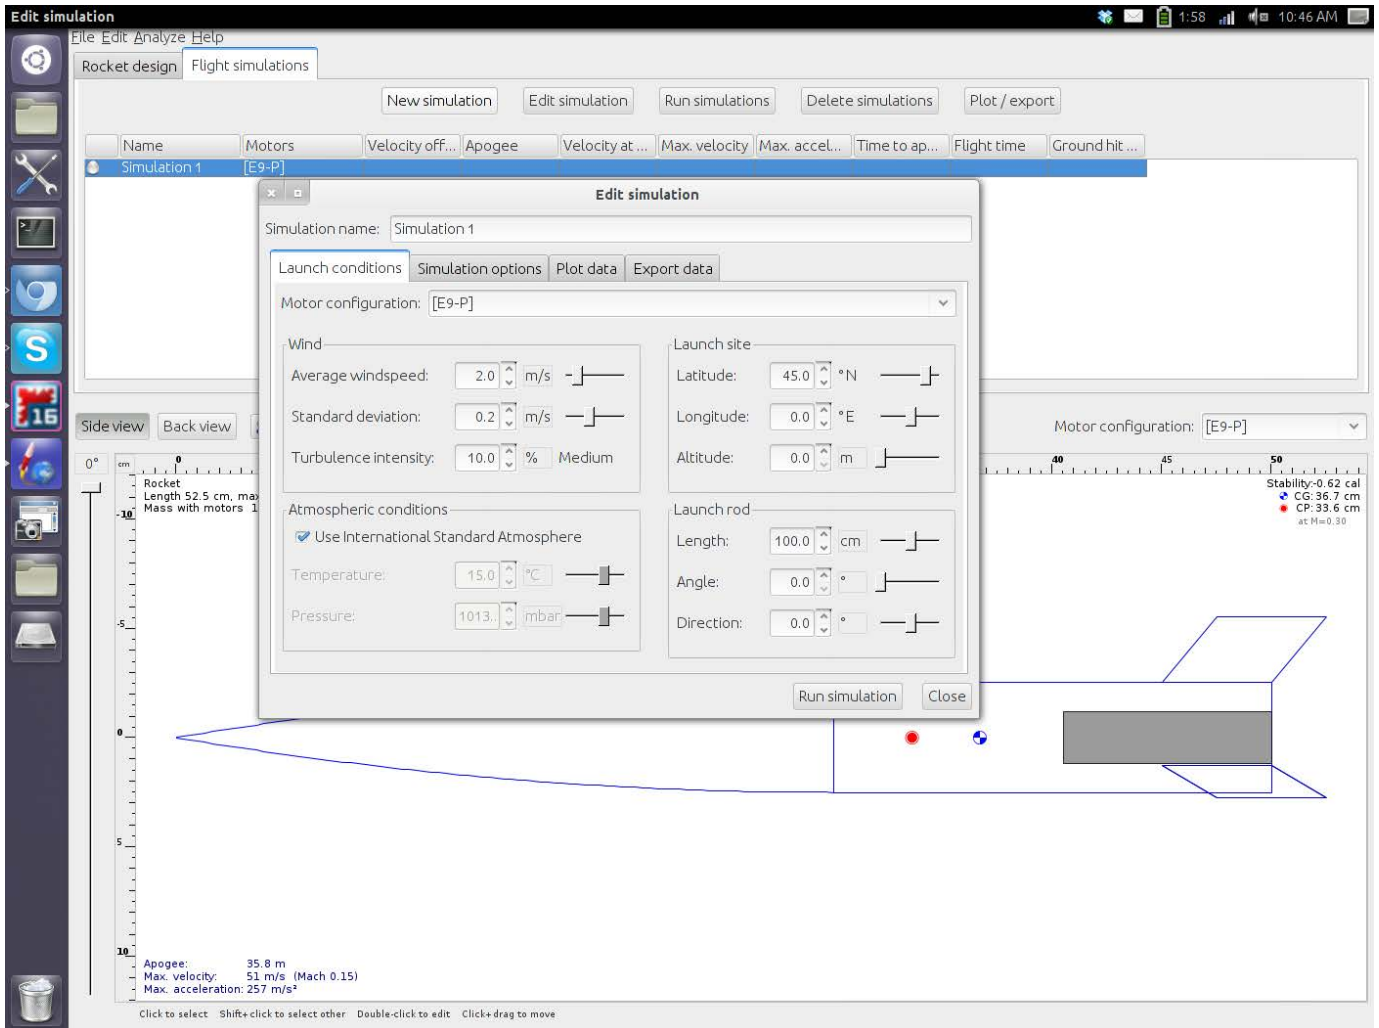 Edit simulation
1:58
10:46 AM
File Edit Analyze Help
Rocket design
Flight simulations
New simulation
Edit simulation
Run simulations
Delete simulations
Plot / export
Name
Motors
Velocity off...
Apogee
Velocity at ...
Max. velocity
Max. accel...
Time to ap...
Flight time
Ground hit ...
Simulation 1
[E9-P]
Edit simulation
Simulation name:
Simulation 1
Launch conditions
Simulation options
Plot data
Export data
Motor configuration:
[E9-P]
Wind
Average windspeed:
2.0
m/s
Standard deviation:
0.2
m/s
Turbulence intensity:
10.0
%
Medium
Launch site
Latitude:
45.0
°N
Longitude:
0.0
°E
Altitude:
0.0
m
Atmospheric conditions
Use International Standard Atmosphere
Temperature:
15.0
°C
Pressure:
1013..
mbar
Launch rod
Length:
100.0
cm
Angle:
0.0
°
Direction:
0.0
°
Run simulation
Close
16
Side view
Back view
Motor configuration:
[E9-P]
0°
cm
0
40
45
50
Rocket
Length 52.5 cm, max
Mass with motors 1
Stability:-0.62 cal
CG: 36.7 cm
CP: 33.6 cm
at M=0.30
-10
-5
0
5
10
Apogee: 35.8 m
Max. velocity: 51 m/s (Mach 0.15)
Max. acceleration: 257 m/s²
Click to select Shift+click to select other Double-click to edit Click+drag to move